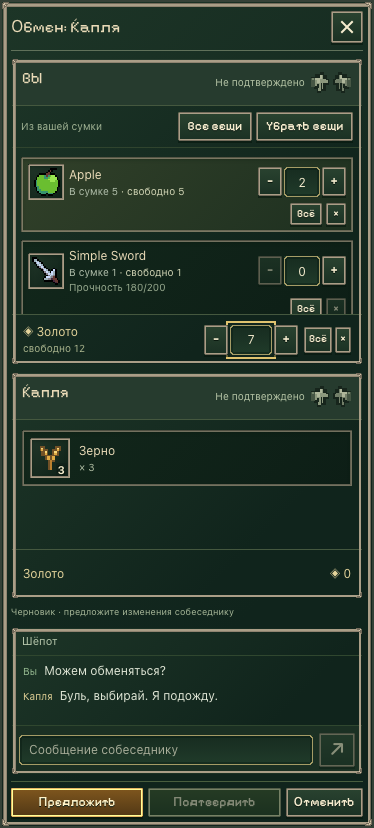 Обмен: Капля
×
ВЫ
Не подтверждено
Из вашей сумки
Все вещи
Убрать вещи
Apple
В сумке 5 · свободно 5
- 2 +
Всё ×
Simple Sword
В сумке 1 · свободно 1
Прочность 180/200
- 0 +
Всё ×
Золото
свободно 12
- 7 + Всё ×
Капля
Не подтверждено
3
Зерно
× 3
Золото
0
Черновик · предложите изменения собеседнику
Шёпот
Вы Можем обменяться?
Капля Буль, выбирай. Я подожду.
Сообщение собеседнику
Предложить
Подтвердить
Отменить